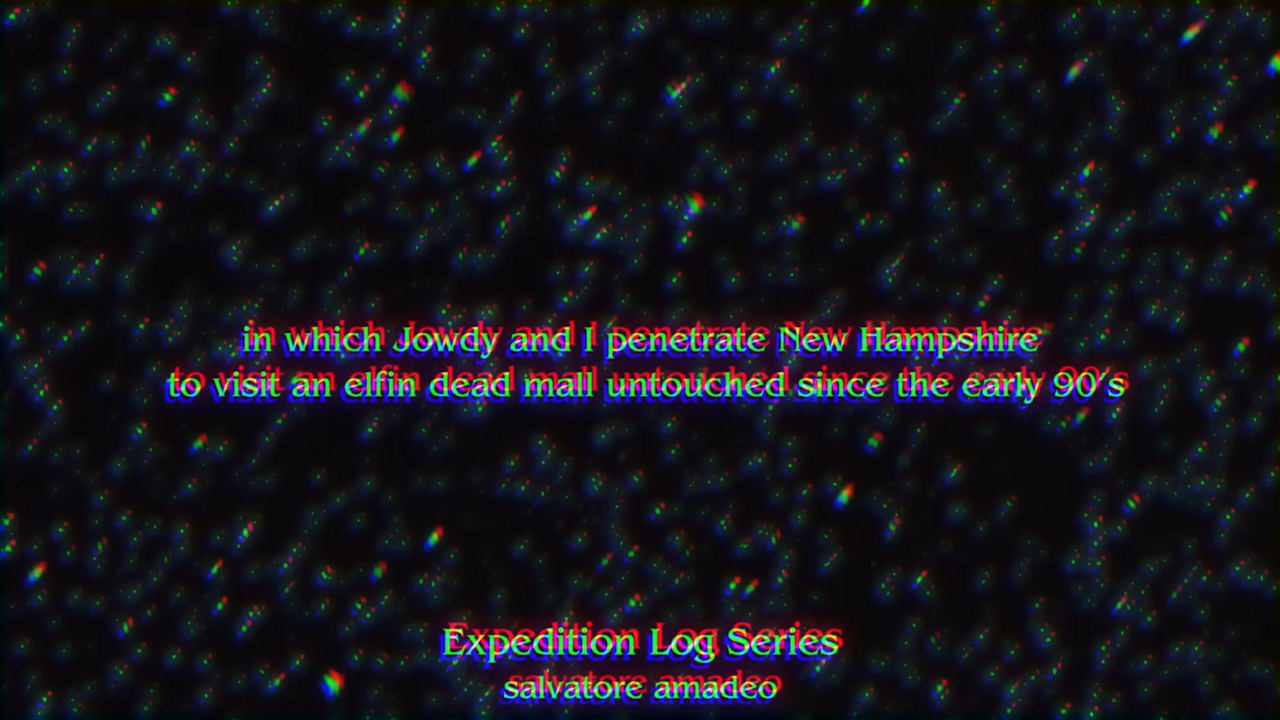 in which Jowdy and I penetrate New Hampshire
to visit an elfin dead mall untouched since the early 90's
Expedition Log Series
salvatore amadeo